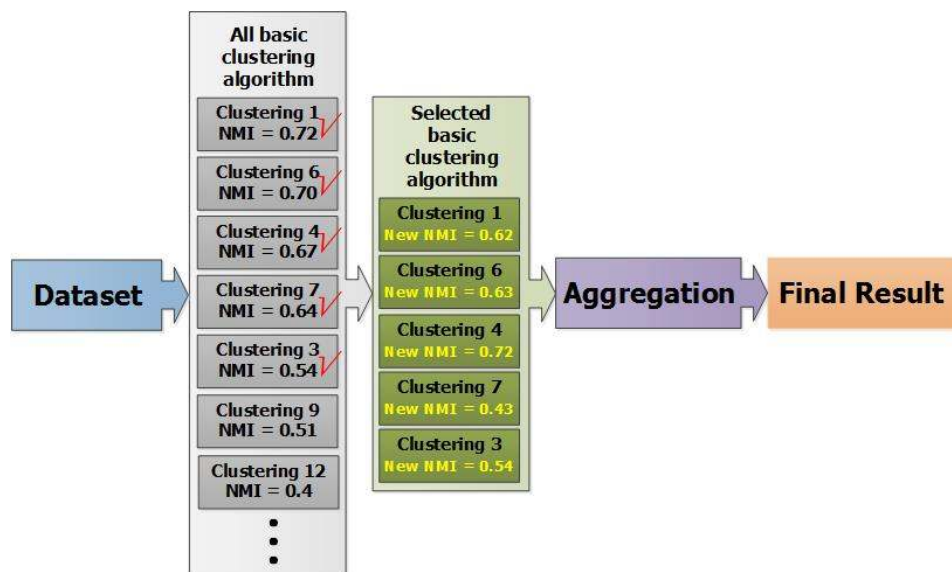 Dataset
All basic
clustering
algorithm
Clustering 1
NMI = 0.72
Clustering 6
NMI = 0.70
Clustering 4
NMI = 0.67
Clustering 7
NMI = 0.64
Clustering 3
NMI = 0.54
Clustering 9
NMI = 0.51
Clustering 12
NMI = 0.4
Selected
basic
clustering
algorithm
Clustering 1
New NMI = 0.62
Clustering 6
New NMI = 0.63
Clustering 4
New NMI = 0.72
Clustering 7
New NMI = 0.43
Clustering 3
New NMI = 0.54
Aggregation
Final Result